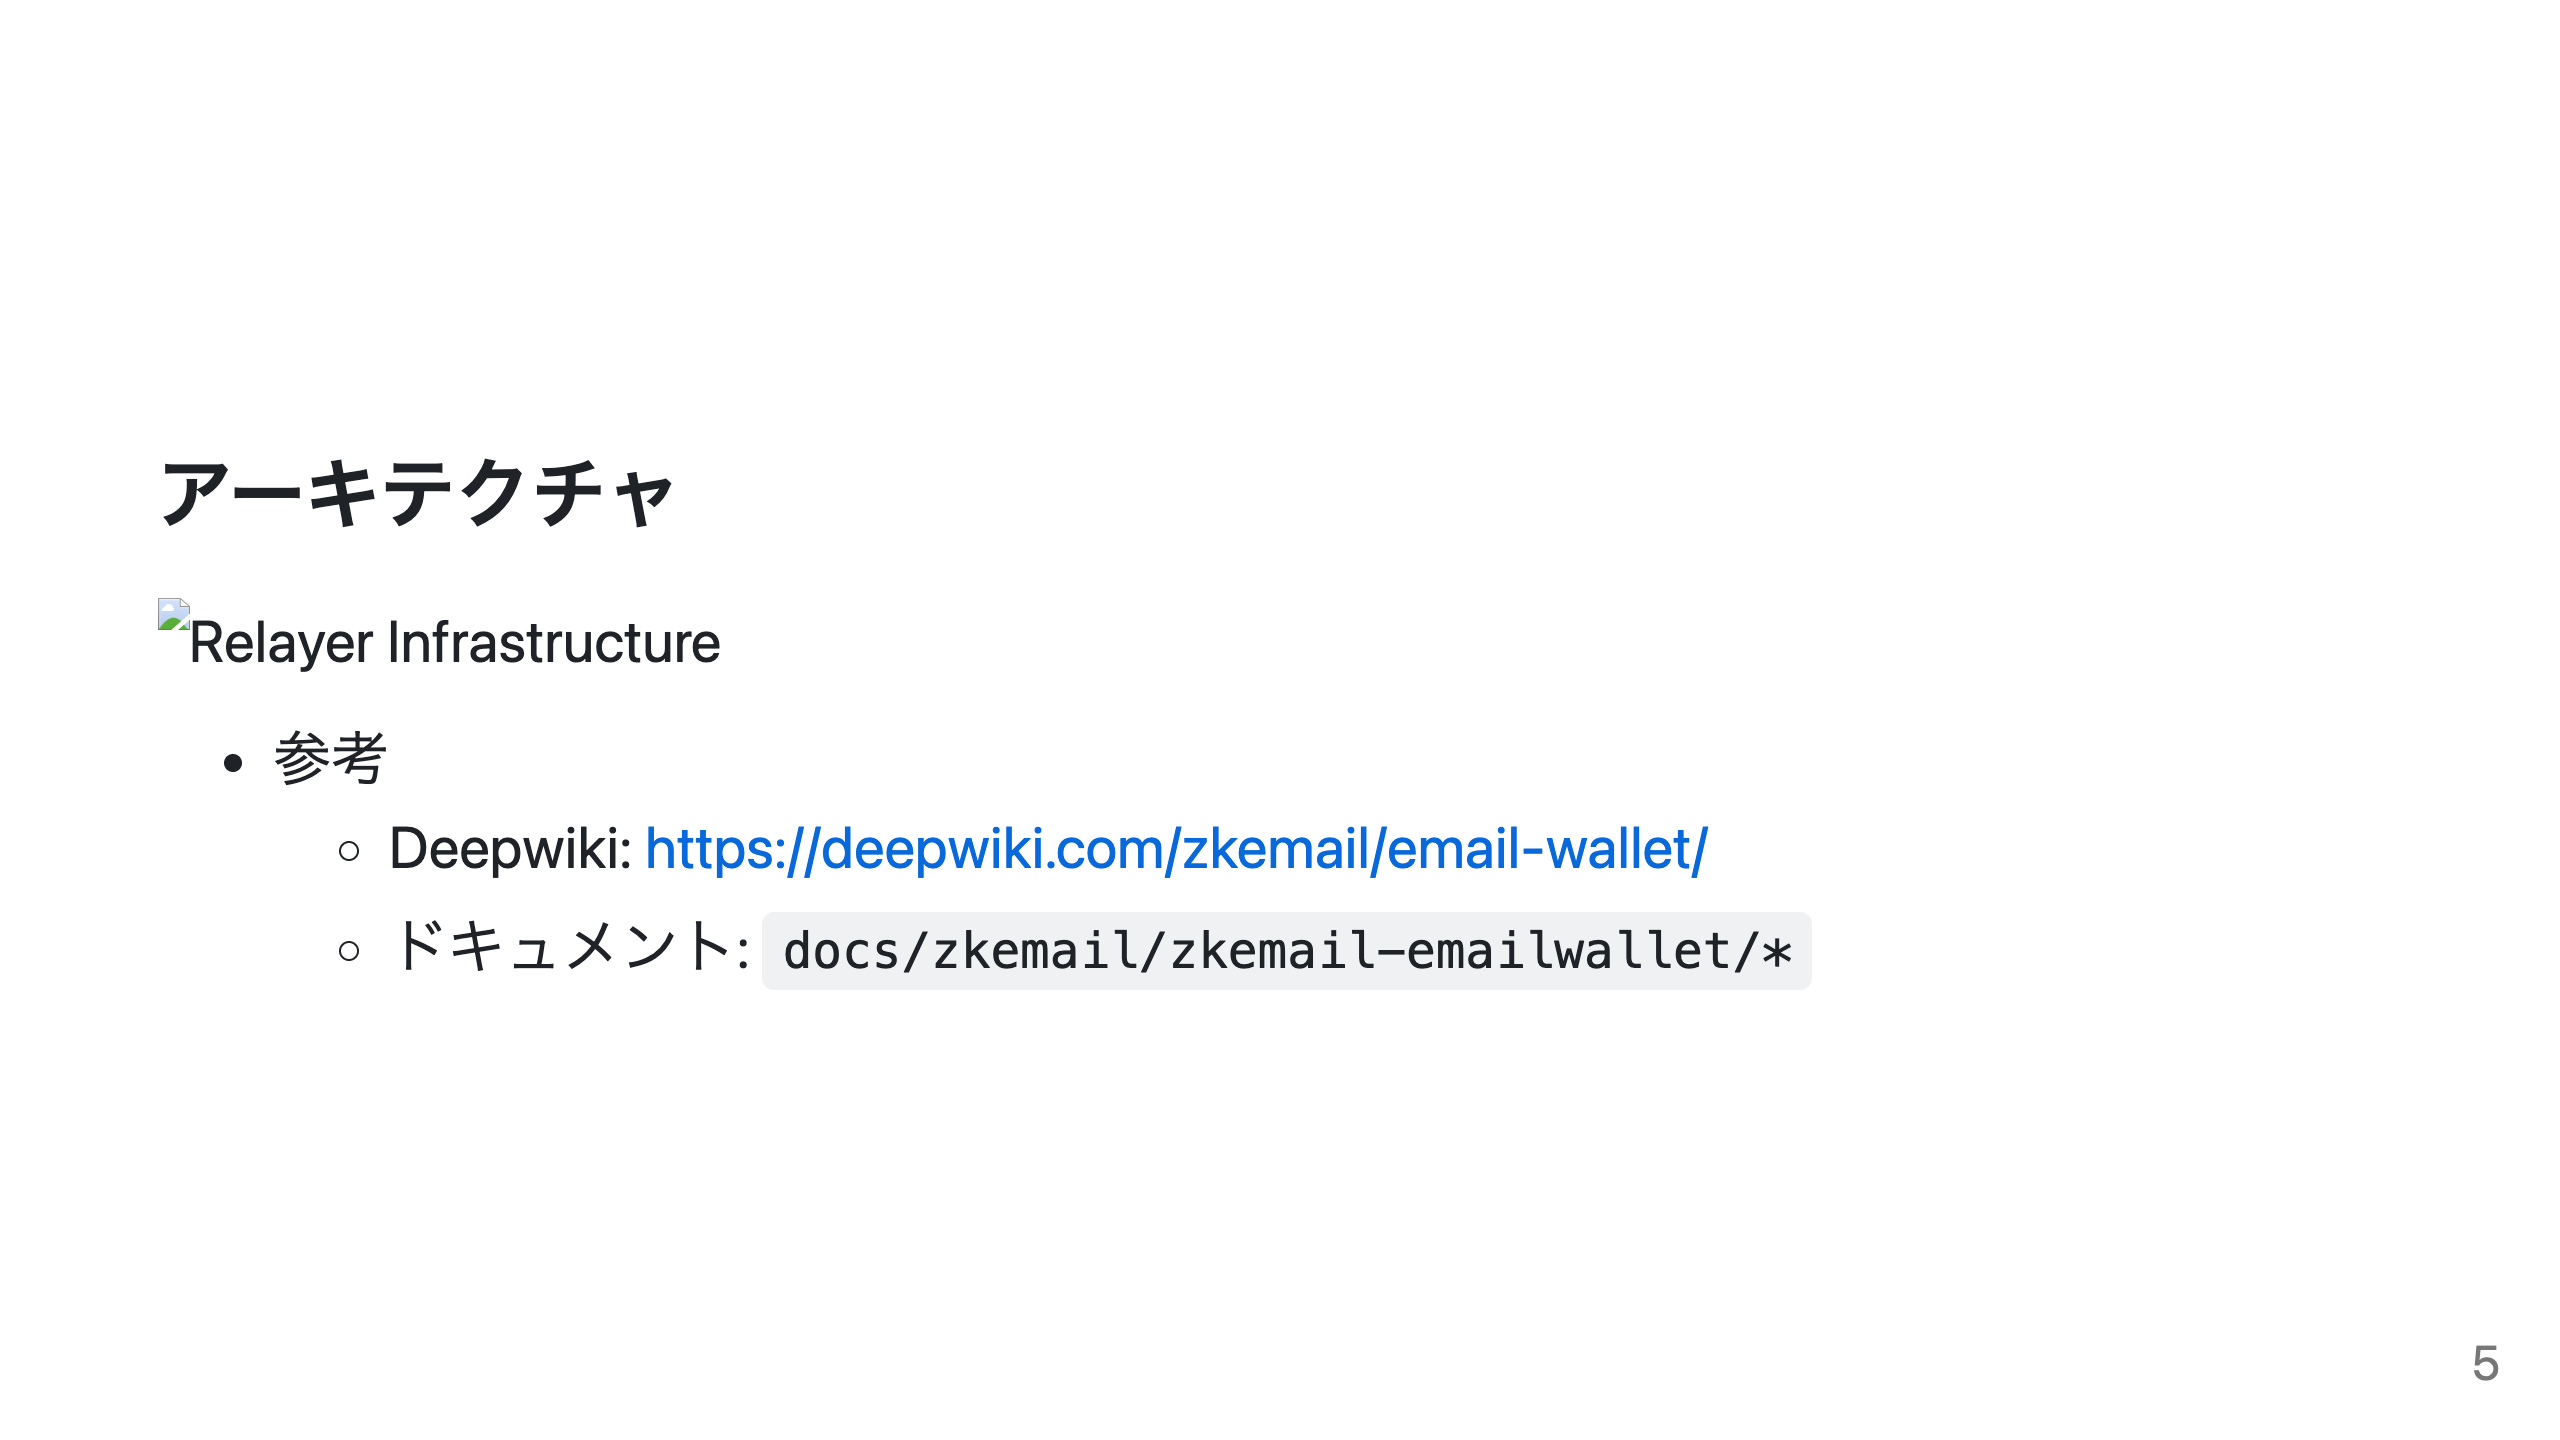 アーキテクチャ
Relayer Infrastructure
参考
Deepwiki: https://deepwiki.com/zkemail/email-wallet/
ドキュメント: docs/zkemail/zkemail-emailwallet/*
5